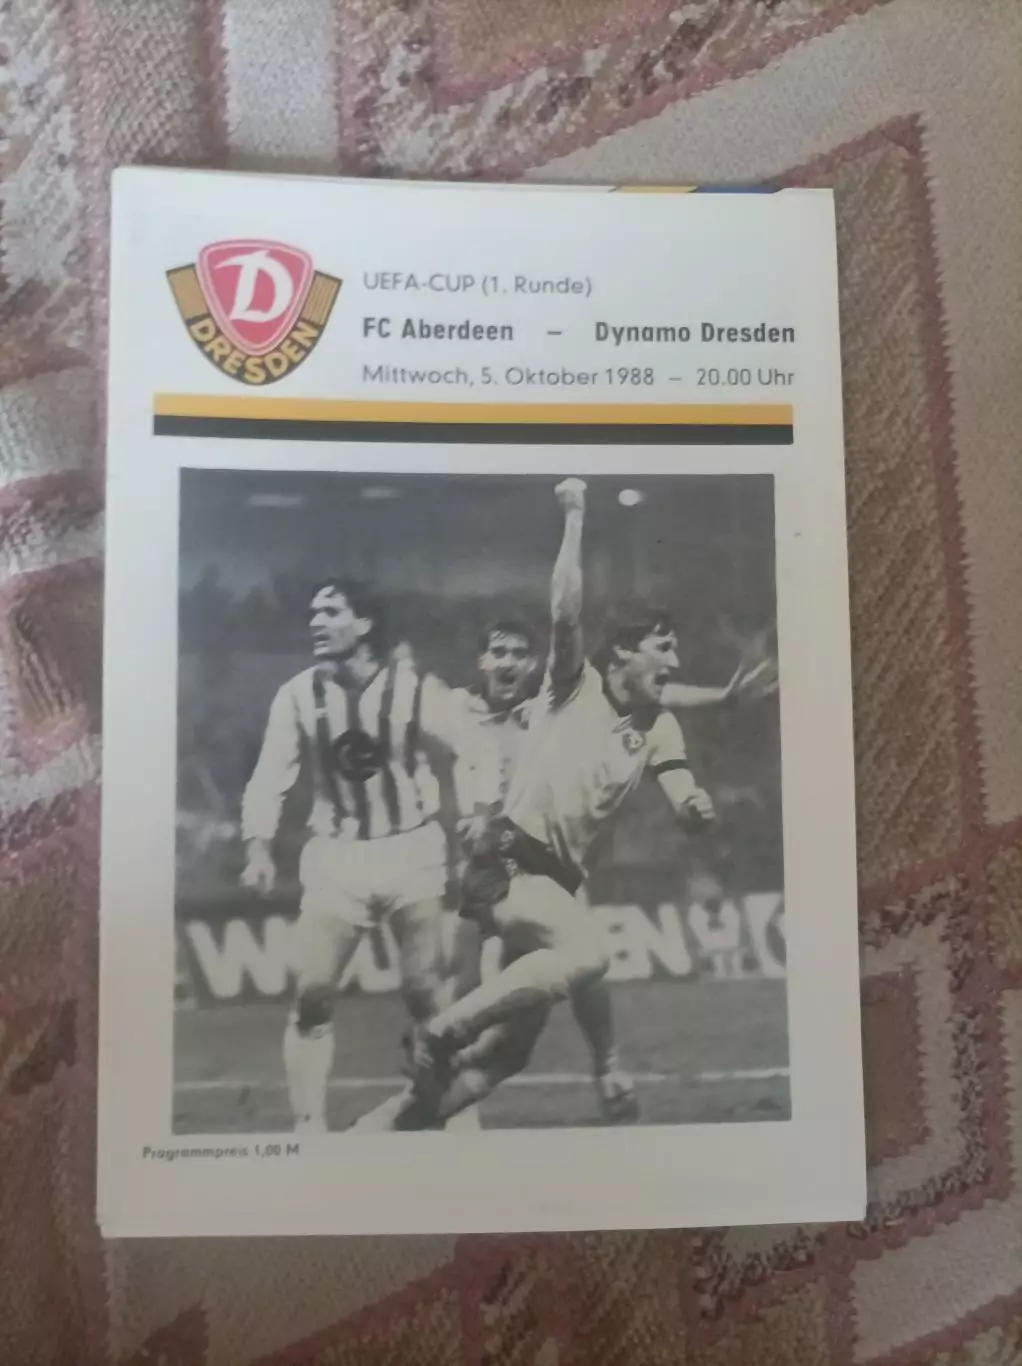 D
DRESDEN
UEFA-CUP (1. Runde)
FC Aberdeen – Dynamo Dresden
Mittwoch, 5. Oktober 1988 – 20.00 Uhr
Programmpreis 1,00 M